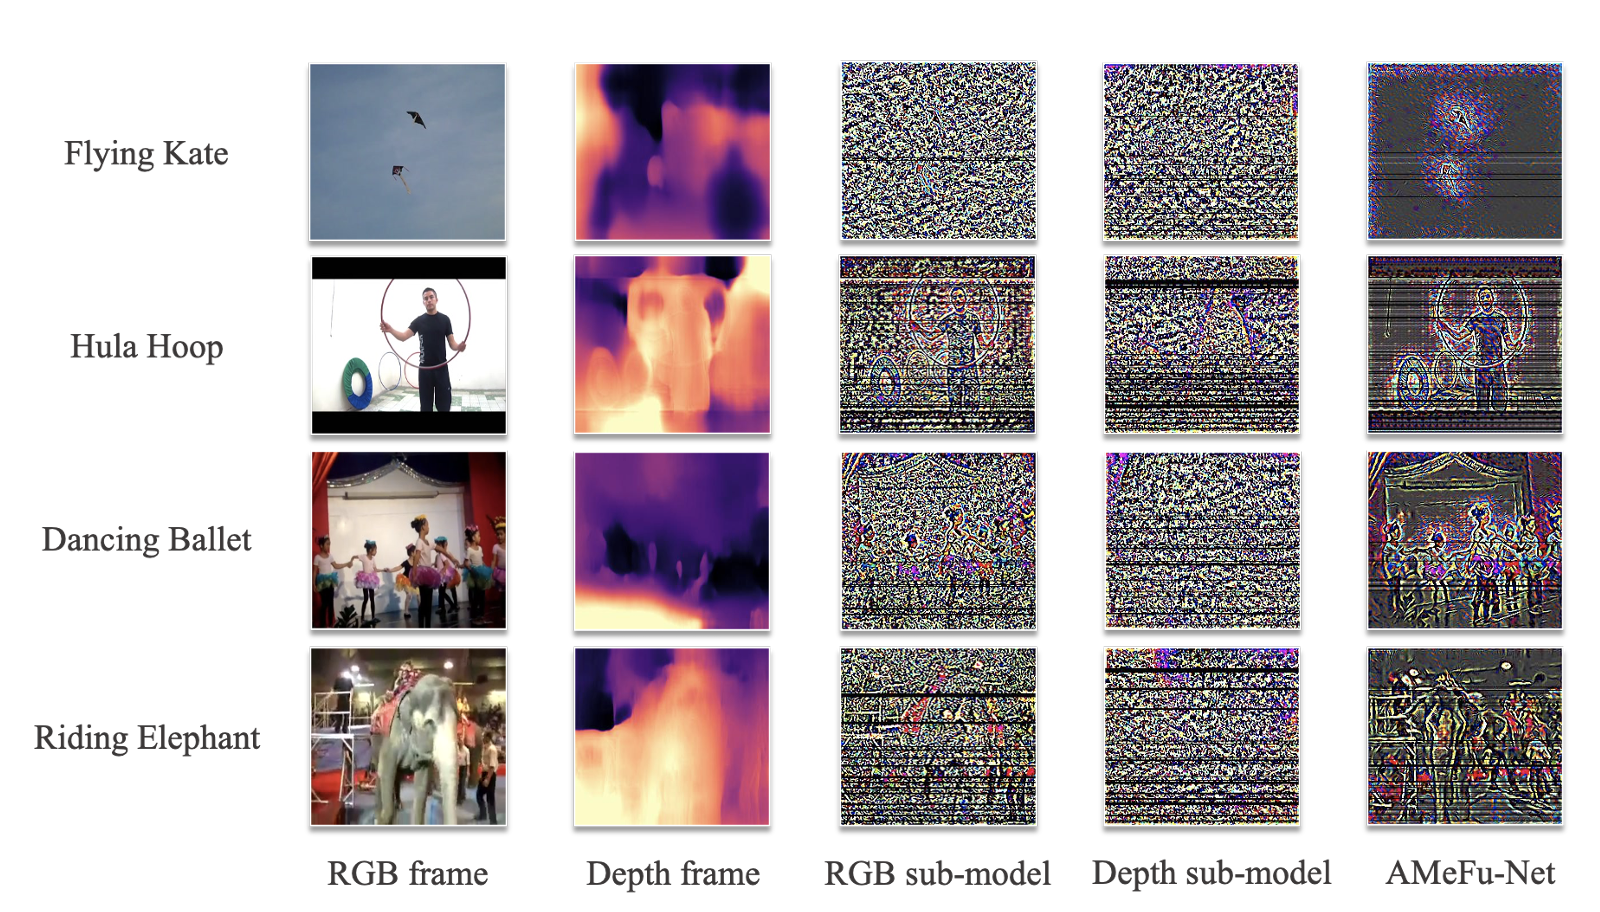 Flying Kate
Hula Hoop
Dancing Ballet
Riding Elephant
RGB frame Depth frame RGB sub-model Depth sub-model AMeFu-Net